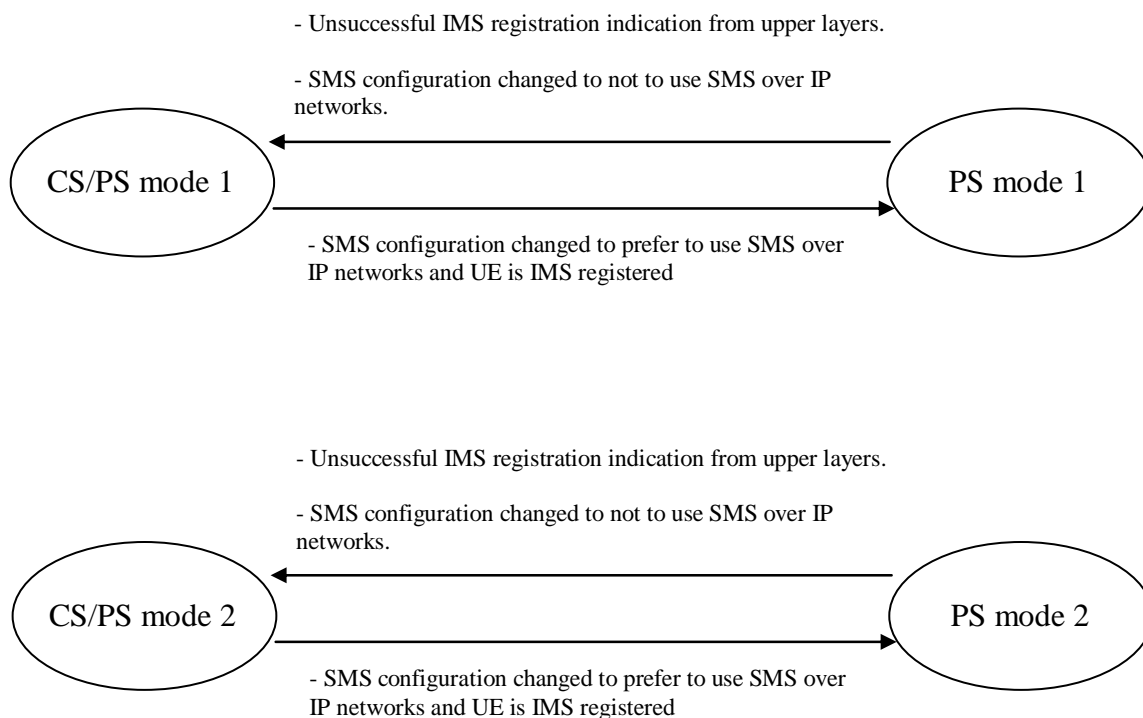 - Unsuccessful IMS registration indication from upper layers.
- SMS configuration changed to not to use SMS over IP
networks.
CS/PS mode 1
PS mode 1
- SMS configuration changed to prefer to use SMS over
IP networks and UE is IMS registered
- Unsuccessful IMS registration indication from upper layers.
- SMS configuration changed to not to use SMS over IP
networks.
CS/PS mode 2
PS mode 2
- SMS configuration changed to prefer to use SMS over
IP networks and UE is IMS registered